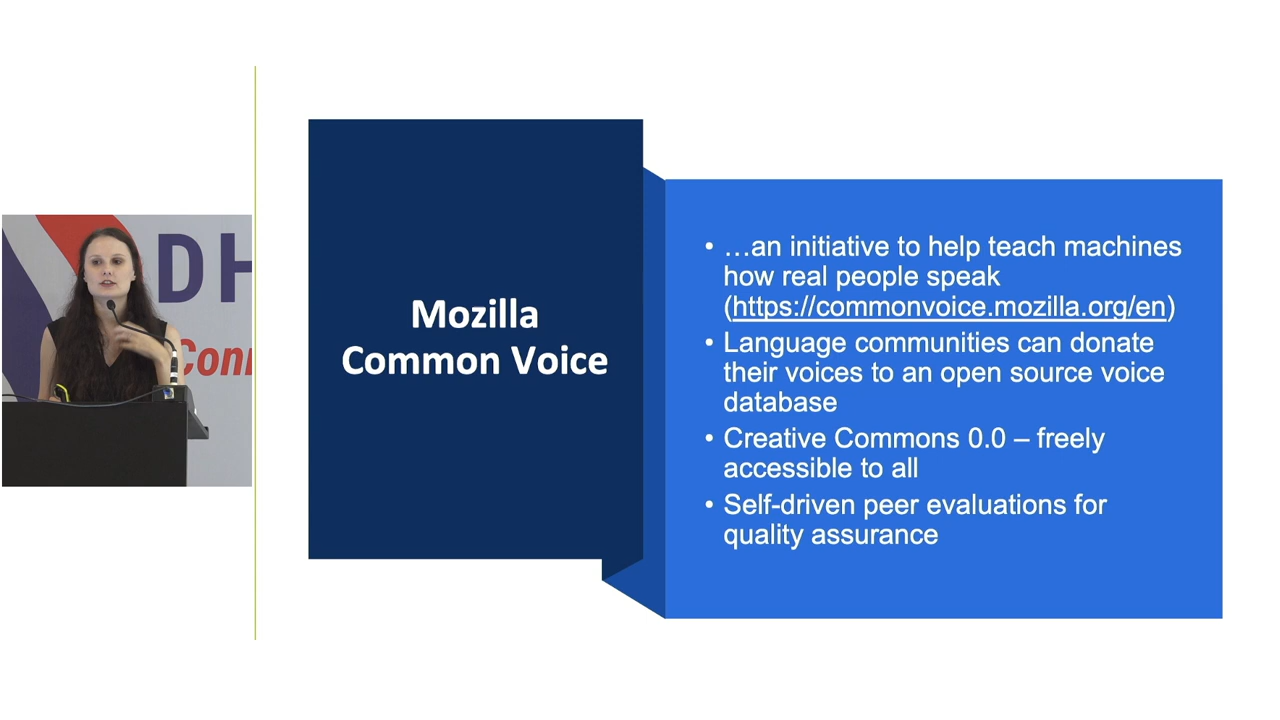 DH
Conn
Mozilla
Common Voice
• …an initiative to help teach machines
how real people speak
(https://commonvoice.mozilla.org/en)
• Language communities can donate
their voices to an open source voice
database
• Creative Commons 0.0 – freely
accessible to all
• Self-driven peer evaluations for
quality assurance